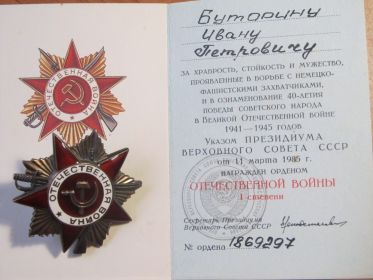 ОТЕЧЕСТВЕННАЯ ВОЙНА
ОТЕЧЕСТВЕННАЯ ВОЙНА
Буторину
Ивану
Петровичу
ЗА ХРАБРОСТЬ, СТОЙКОСТЬ И МУЖЕСТВО,
ПРОЯВЛЕННЫЕ В БОРЬБЕ С НЕМЕЦКО-
ФАШИСТСКИМИ ЗАХВАТЧИКАМИ,
И В ОЗНАМЕНОВАНИЕ 40-ЛЕТИЯ
ПОБЕДЫ СОВЕТСКОГО НАРОДА
В ВЕЛИКОЙ ОТЕЧЕСТВЕННОЙ ВОЙНЕ
1941—1945 ГОДОВ
Указом ПРЕЗИДИУМА
ВЕРХОВНОГО СОВЕТА СССР
от 11 марта 1985 г.
НАГРАЖДЕН ОРДЕНОМ
ОТЕЧЕСТВЕННОЙ ВОЙНЫ
I степени
Секретарь Президиума
Верховного Совета СССР
№ ордена 1869297